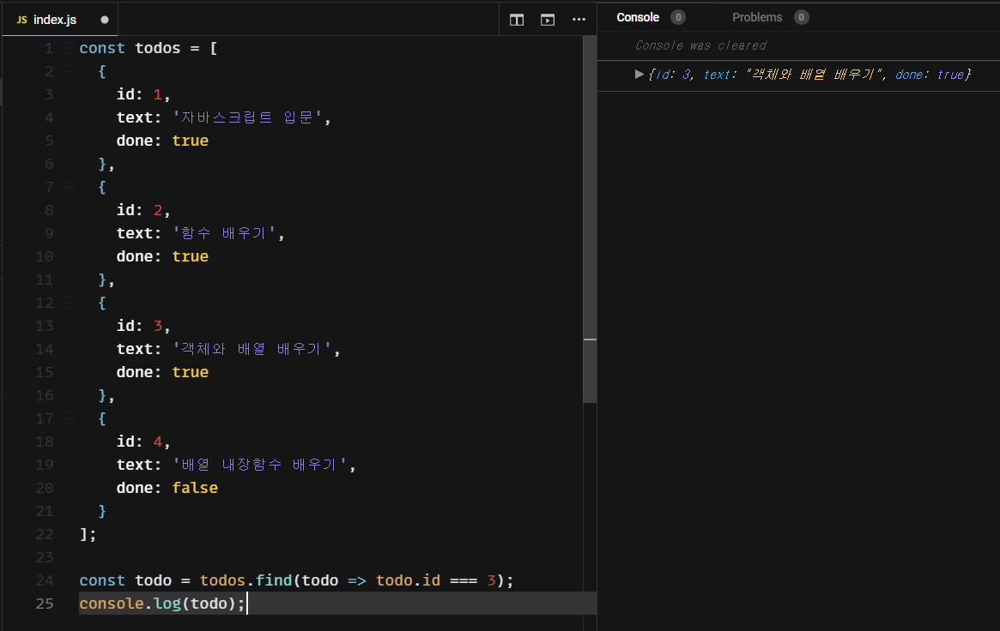 JS index.js
Console 0 Problems 0
Console was cleared
{id: 3, text: "객체와 배열 배우기", done: true}
1 const todos = [
2 {
3 id: 1,
4 text: '자바스크립트 입문',
5 done: true
6 },
7 {
8 id: 2,
9 text: '함수 배우기',
10 done: true
11 },
12 {
13 id: 3,
14 text: '객체와 배열 배우기',
15 done: true
16 },
17 {
18 id: 4,
19 text: '배열 내장함수 배우기',
20 done: false
21 }
22 ];
23
24 const todo = todos.find(todo => todo.id === 3);
25 console.log(todo);